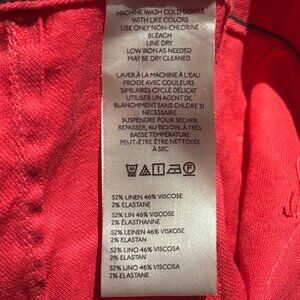 MACHINE WASH COLD GENTLE
WITH LIKE COLORS
USE ONLY NON-CHLORINE
BLEACH
LINE DRY
LOW IRON AS NEEDED
MAY BE DRY CLEANED
LAVER À LA MACHINE À L'EAU
FROIDE AVEC COULEURS
SIMILAIRES CYCLE DÉLICAT
UTILISER UN AGENT DE
BLANCHIMENT SANS CHLORE SI
NÉCESSAIRE
SUSPENDRE POUR SÉCHER
REPASSER, AU BESOIN, À TRÈS
BASSE TEMPÉRATURE
PEUT-ÊTRE ÊTRE NETTOYÉE
À SEC
52% LINEN 46% VISCOSE
2% ELASTANE
52% LIN 46% VISCOSE
2% ÉLASTHANNE
52% LEINEN 46% VISKOSE
2% ELASTAN
52% LINO 46% VISCOSA
2% ELASTAN
52% LINO 46% VISCOSA
2% ELASTANE